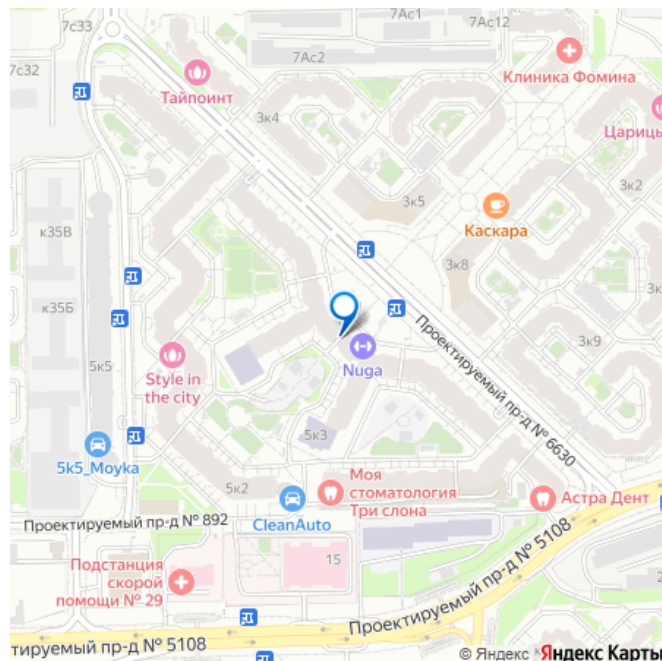 7с33
7Ас1
7Ас12
7Ас2
7с32
Клиника Фомина
Тайпоинт
3к4
Царицы
3к2
3к5
Каскара
к35В
3к8
к35Б
Проектируемый пр-д № 6630
3к9
5к5
Nuga
Style in
the city
5к3
5k5_Moyka
5к2
Моя
стоматология
Три слона
Астра Дент
Проектируемый пр-д № 892
CleanAuto
15
Подстанция
скорой
помощи № 29
Проектируемый пр-д № 5108
тируемый пр-д № 5108
© Яндекс
Яндекс Карты